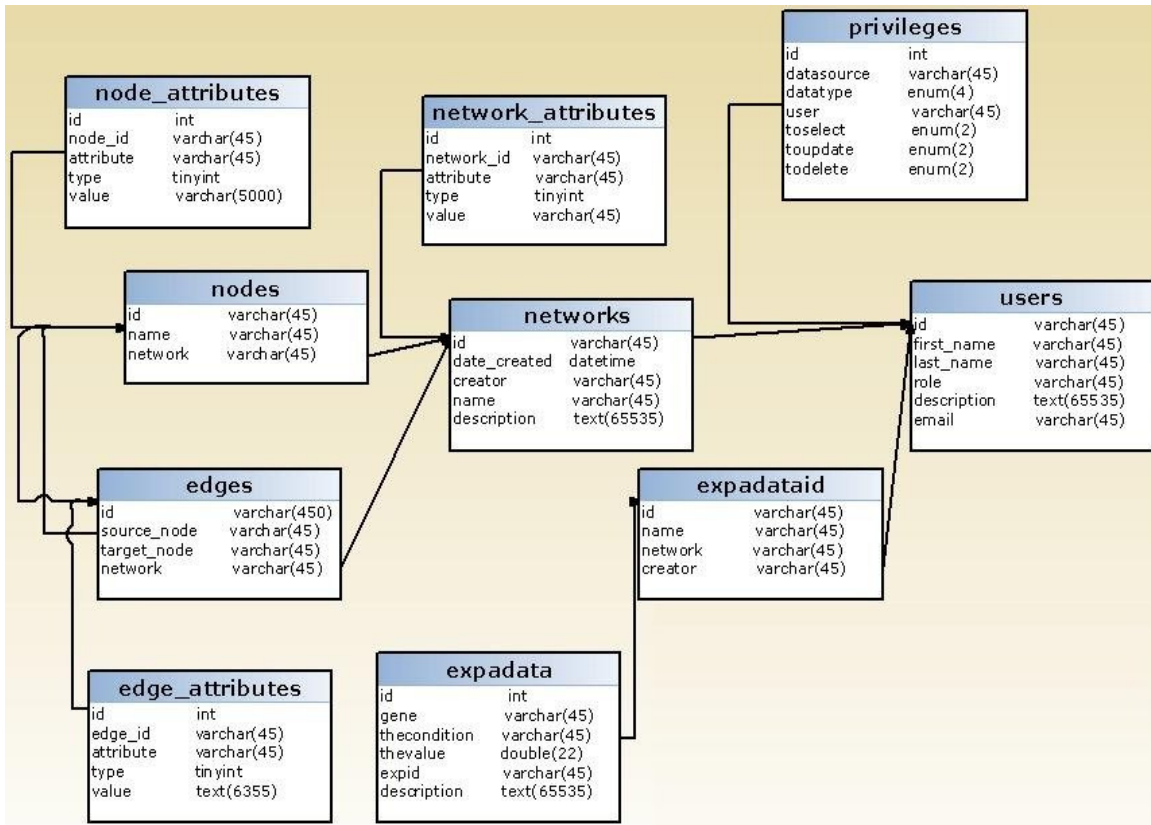 privileges
id int
datasource varchar(45)
datatype enum(4)
user varchar(45)
toselect enum(2)
toupdate enum(2)
todelete enum(2)
node_attributes
id int
node_id varchar(45)
attribute varchar(45)
type tinyint
value varchar(5000)
network_attributes
id int
network_id varchar(45)
attribute varchar(45)
type tinyint
value varchar(45)
nodes
id varchar(45)
name varchar(45)
network varchar(45)
networks
id varchar(45)
date_created datetime
creator varchar(45)
name varchar(45)
description text(65535)
users
id varchar(45)
first_name varchar(45)
last_name varchar(45)
role varchar(45)
description text(65535)
email varchar(45)
edges
id varchar(450)
source_node varchar(45)
target_node varchar(45)
network varchar(45)
expadataid
id varchar(45)
name varchar(45)
network varchar(45)
creator varchar(45)
edge_attributes
id int
edge_id varchar(45)
attribute varchar(45)
type tinyint
value text(6355)
expadata
id int
gene varchar(45)
thecondition varchar(45)
thevalue double(22)
expid varchar(45)
description text(65535)